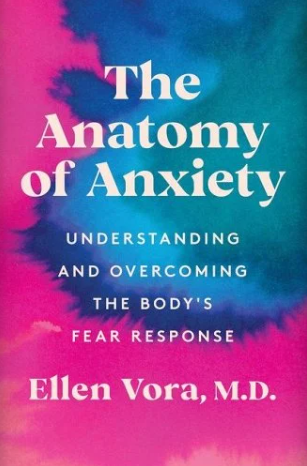 The
Anatomy
of Anxiety
UNDERSTANDING
AND OVERCOMING
THE BODY'S
FEAR RESPONSE
Ellen Vora, M.D.